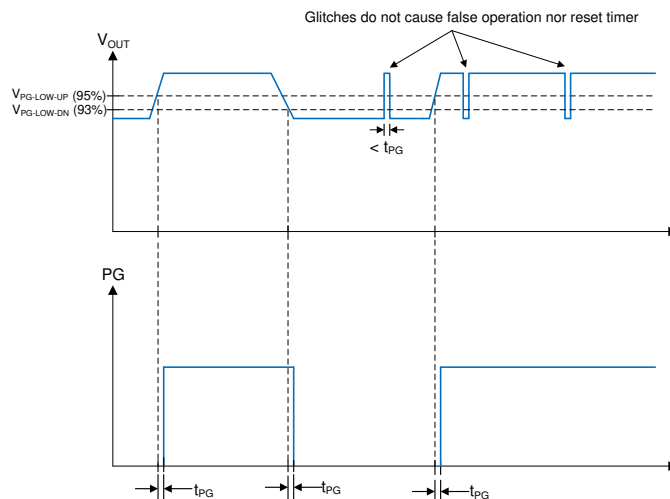 Glitches do not cause false operation nor reset timer
VOUT
VPG-LOW-UP (95%)
VPG-LOW-DN (93%)
< tPG
PG
tPG
tPG
tPG